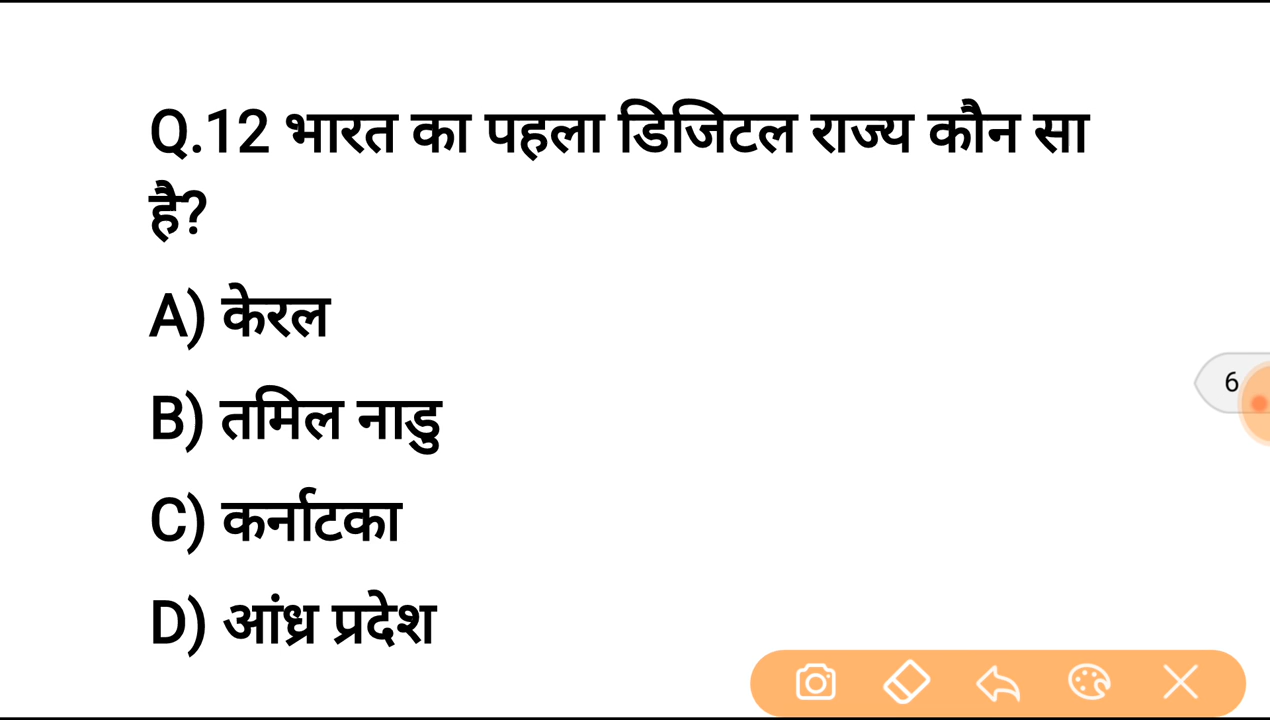 Q.12 भारत का पहला डिजिटल राज्य कौन सा
है?
A) केरल
B) तमिल नाडु
C) कर्नाटका
D) आंध्र प्रदेश
6